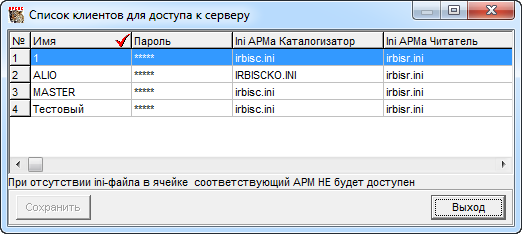 Список клиентов для доступа к серверу
№ Имя Пароль Ini АРМа Каталогизатор Ini АРМа Читатель
1 1 ***** irbisc.ini irbisr.ini
2 ALIO ***** IRBISCKO.INI irbisr.ini
3 MASTER ***** irbisc.ini irbisr.ini
4 Тестовый ***** irbisc.ini irbisr.ini
При отсутствии ini-файла в ячейке соответствующий АРМ НЕ будет доступен
Сохранить Выход